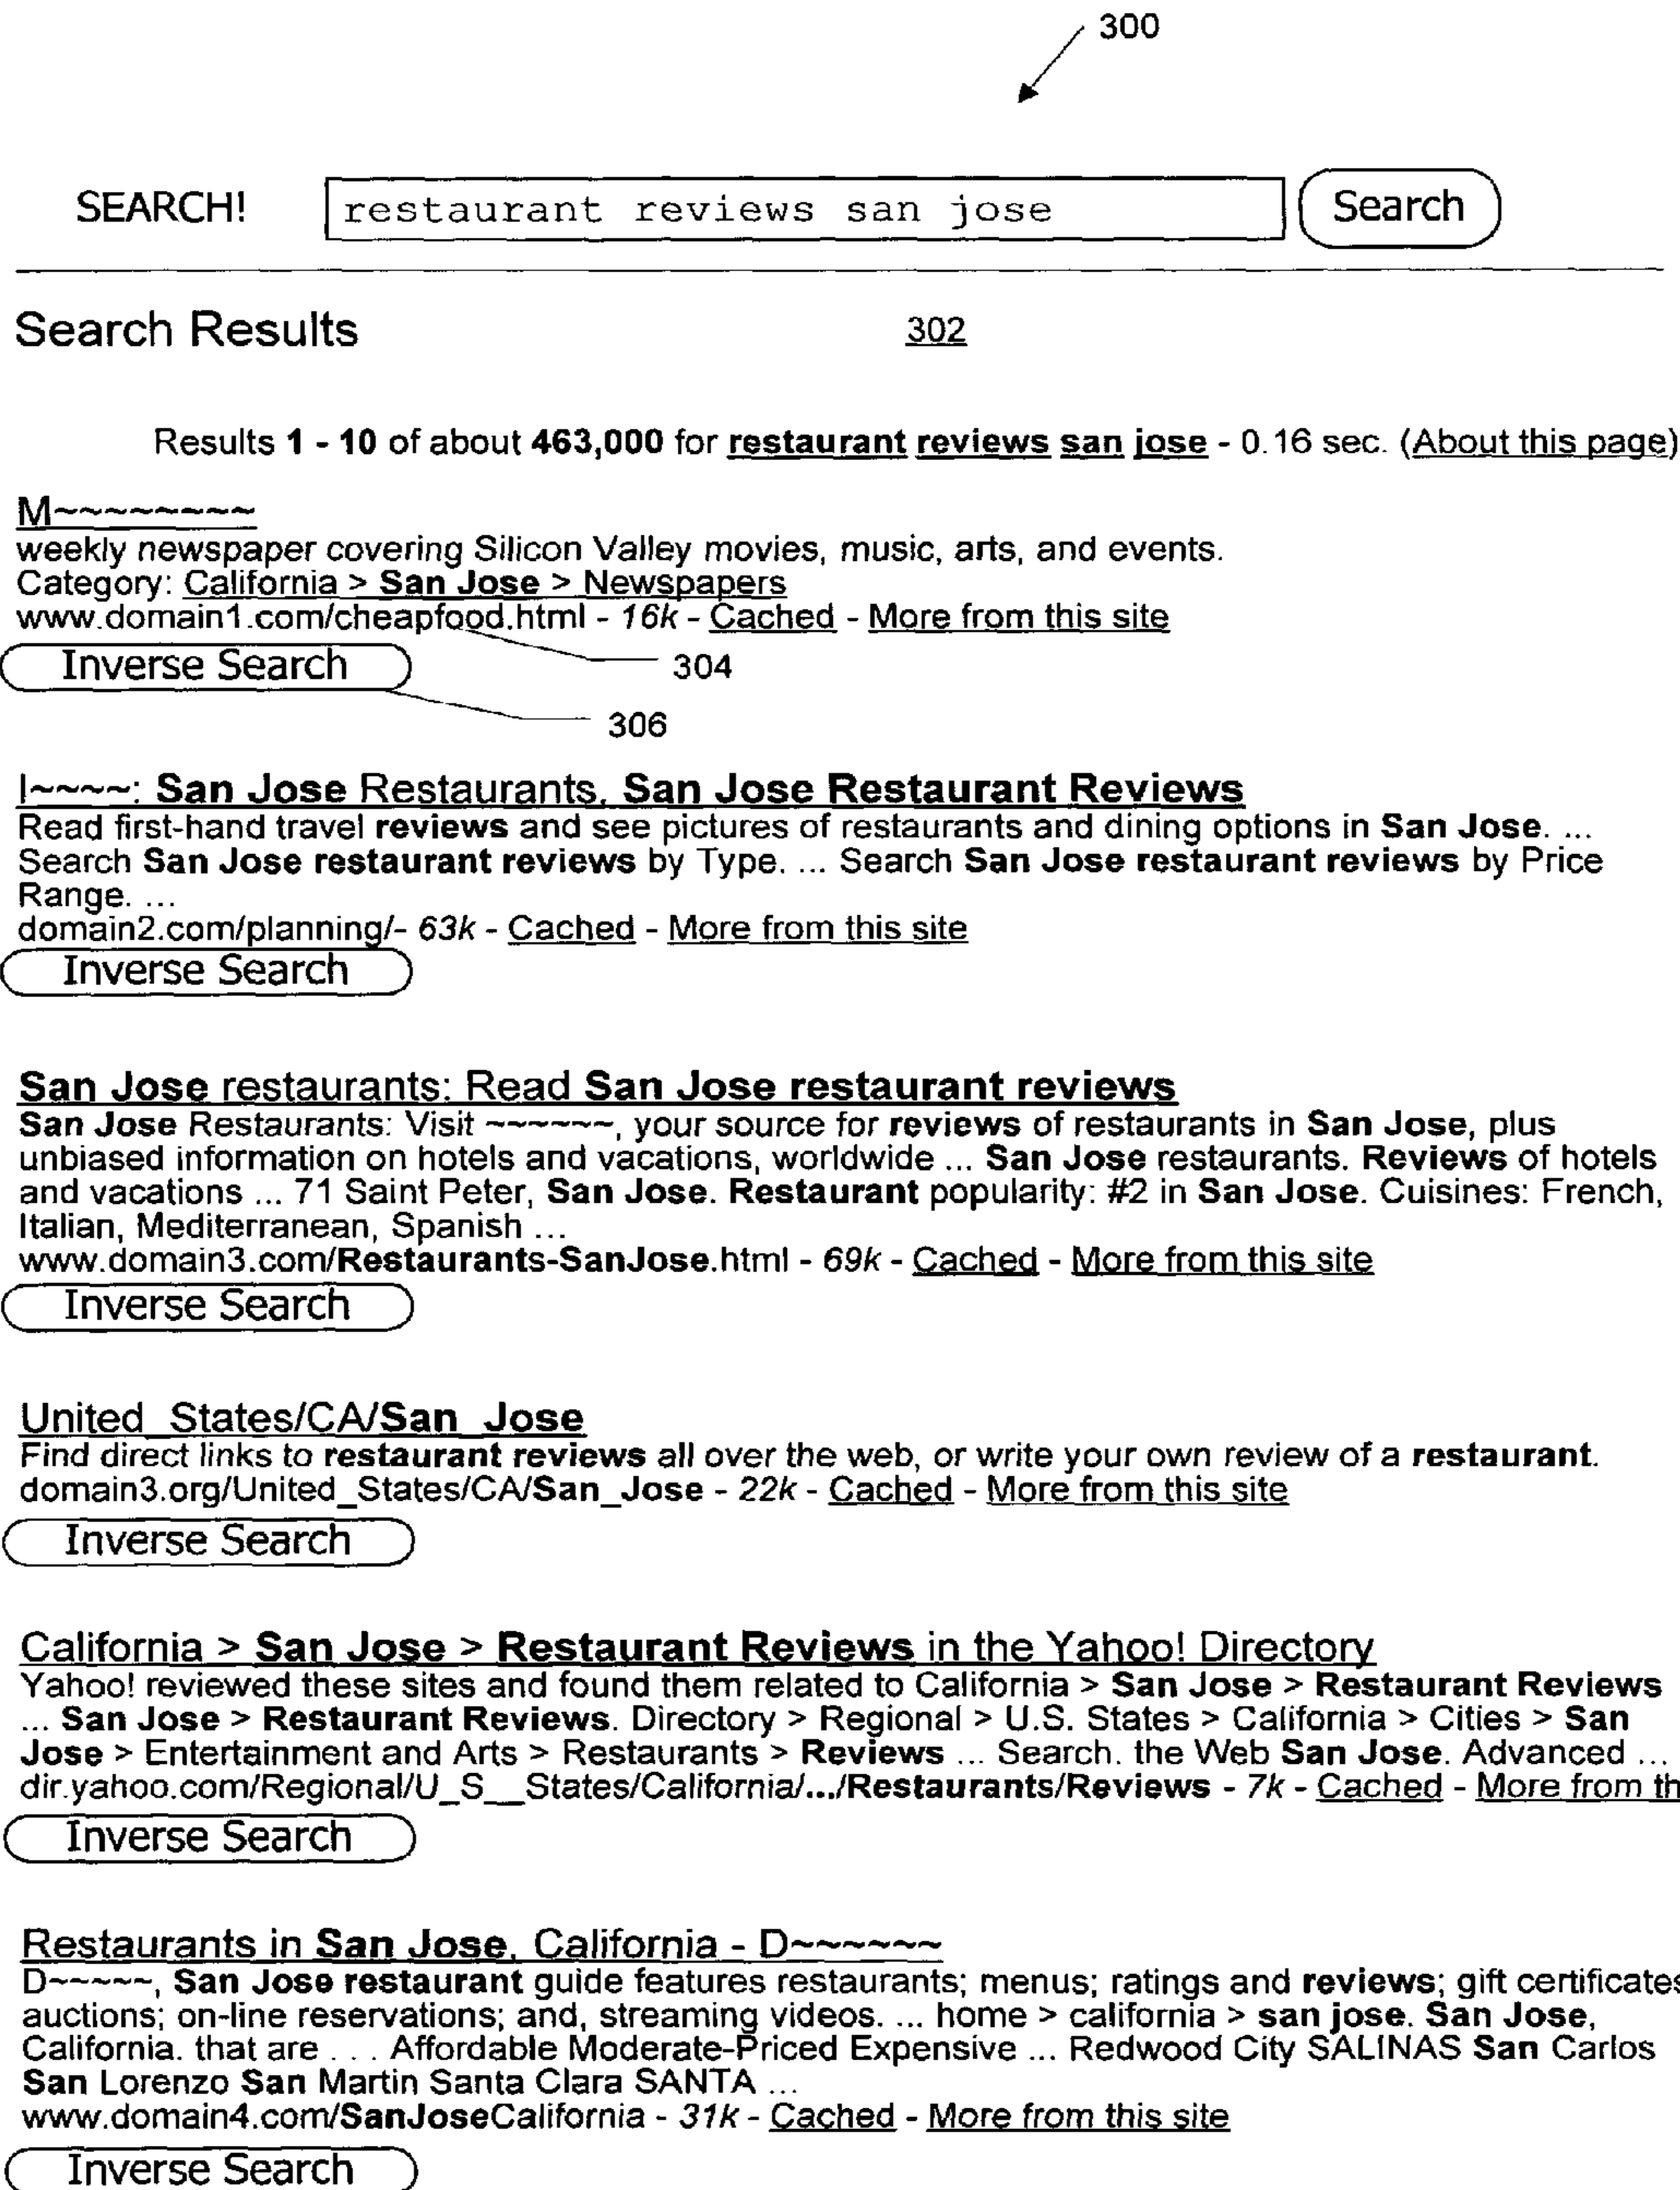 300
SEARCH! restaurant reviews san jose Search
Search Results 302
Results 1 - 10 of about 463,000 for restaurant reviews san jose - 0.16 sec. (About this page)
M~~~~~~~~
weekly newspaper covering Silicon Valley movies, music, arts, and events.
Category: California > San Jose > Newspapers
www.domain1.com/cheapfood.html - 16k - Cached - More from this site
Inverse Search 304
306
I~~~~: San Jose Restaurants, San Jose Restaurant Reviews
Read first-hand travel reviews and see pictures of restaurants and dining options in San Jose. ...
Search San Jose restaurant reviews by Type. ... Search San Jose restaurant reviews by Price
Range. ...
domain2.com/planning/- 63k - Cached - More from this site
Inverse Search
San Jose restaurants: Read San Jose restaurant reviews
San Jose Restaurants: Visit ~~~~~~, your source for reviews of restaurants in San Jose, plus
unbiased information on hotels and vacations, worldwide ... San Jose restaurants. Reviews of hotels
and vacations ... 71 Saint Peter, San Jose. Restaurant popularity: #2 in San Jose. Cuisines: French,
Italian, Mediterranean, Spanish ...
www.domain3.com/Restaurants-SanJose.html - 69k - Cached - More from this site
Inverse Search
United_States/CA/San_Jose
Find direct links to restaurant reviews all over the web, or write your own review of a restaurant.
domain3.org/United_States/CA/San_Jose - 22k - Cached - More from this site
Inverse Search
California > San Jose > Restaurant Reviews in the Yahoo! Directory
Yahoo! reviewed these sites and found them related to California > San Jose > Restaurant Reviews
... San Jose > Restaurant Reviews. Directory > Regional > U.S. States > California > Cities > San
Jose > Entertainment and Arts > Restaurants > Reviews ... Search. the Web San Jose. Advanced ...
dir.yahoo.com/Regional/U_S__States/California/.../Restaurants/Reviews - 7k - Cached - More from th
Inverse Search
Restaurants in San Jose, California - D~~~~~~
D~~~~~, San Jose restaurant guide features restaurants; menus; ratings and reviews; gift certificates
auctions; on-line reservations; and, streaming videos. ... home > california > san jose. San Jose,
California. that are . . . Affordable Moderate-Priced Expensive ... Redwood City SALINAS San Carlos
San Lorenzo San Martin Santa Clara SANTA ...
www.domain4.com/SanJoseCalifornia - 31k - Cached - More from this site
Inverse Search